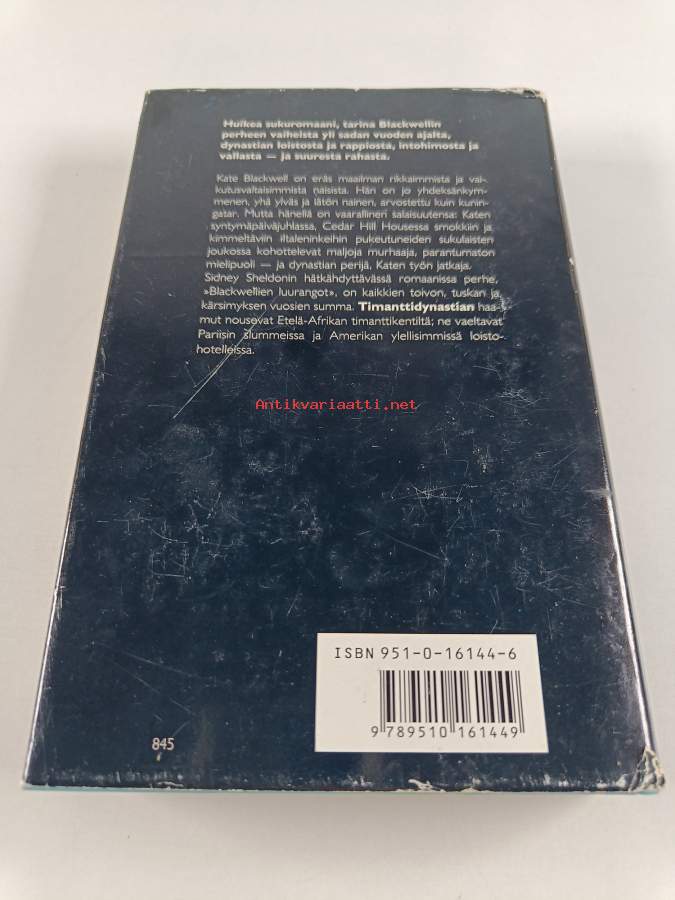 Huikea sukuromaani, tarina Blackwellin
perheen vaiheista yli sadan vuoden ajalta,
dynastian loistosta ja rappiosta, intohimosta ja
vallasta — ja suuresta rahasta.
Kate Blackwell on eräs maailman rikkaimmista ja vai-
kutusvaltaisimmista naisista. Hän on jo yhdeksänkym-
menen, yhä ylväs ja iätön nainen, arvostettu kuin kunin-
gatar. Mutta hänellä on vaarallinen salaisuutensa: Katen
syntymäpäiväjuhlassa, Cedar Hill Housessa smokkiin ja
kimmeltäviin iltaleninkeihin pukeutuneiden sukulaisten
joukossa kohottelevat maljoja murhaaja, parantumaton
mielipuoli — ja dynastian perijä, Katen työn jatkaja.
Sidney Sheldonin hätkähdyttävässä romaanissa perhe,
»Blackwellien luurangot», on kaikkien toivon, tuskan ja
kärsimyksen vuosien summa. Timanttidynastian haa-
mut nousevat Etelä-Afrikan timanttikentiltä; ne vaeltavat
Pariisin slummeissa ja Amerikan ylellisimmissä loisto-
hotelleissa.
Antikvariaatti.net
ISBN 951-0-16144-6
9 789510 161449
845